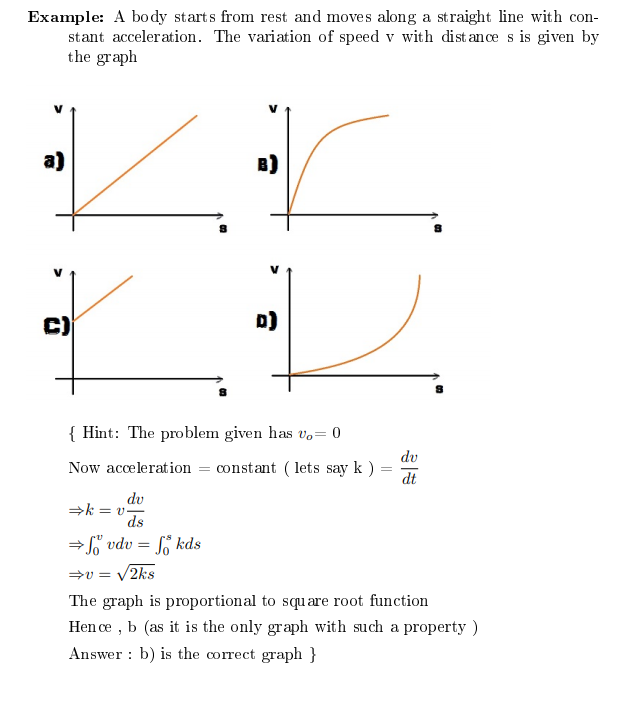 Example: A body starts from rest and moves along a straight line with con-
stant acceleration. The variation of speed v with distance s is given by
the graph
v
a)
s
v
B)
s
v
C)
s
v
D)
s
{ Hint: The problem given has v₀= 0
Now acceleration = constant ( lets say k ) = dv/dt
⇒k = v dv/ds
⇒∫₀ᵛ vdv = ∫₀ˢ kds
⇒v = √(2ks)
The graph is proportional to square root function
Hence , b (as it is the only graph with such a property )
Answer : b) is the correct graph }